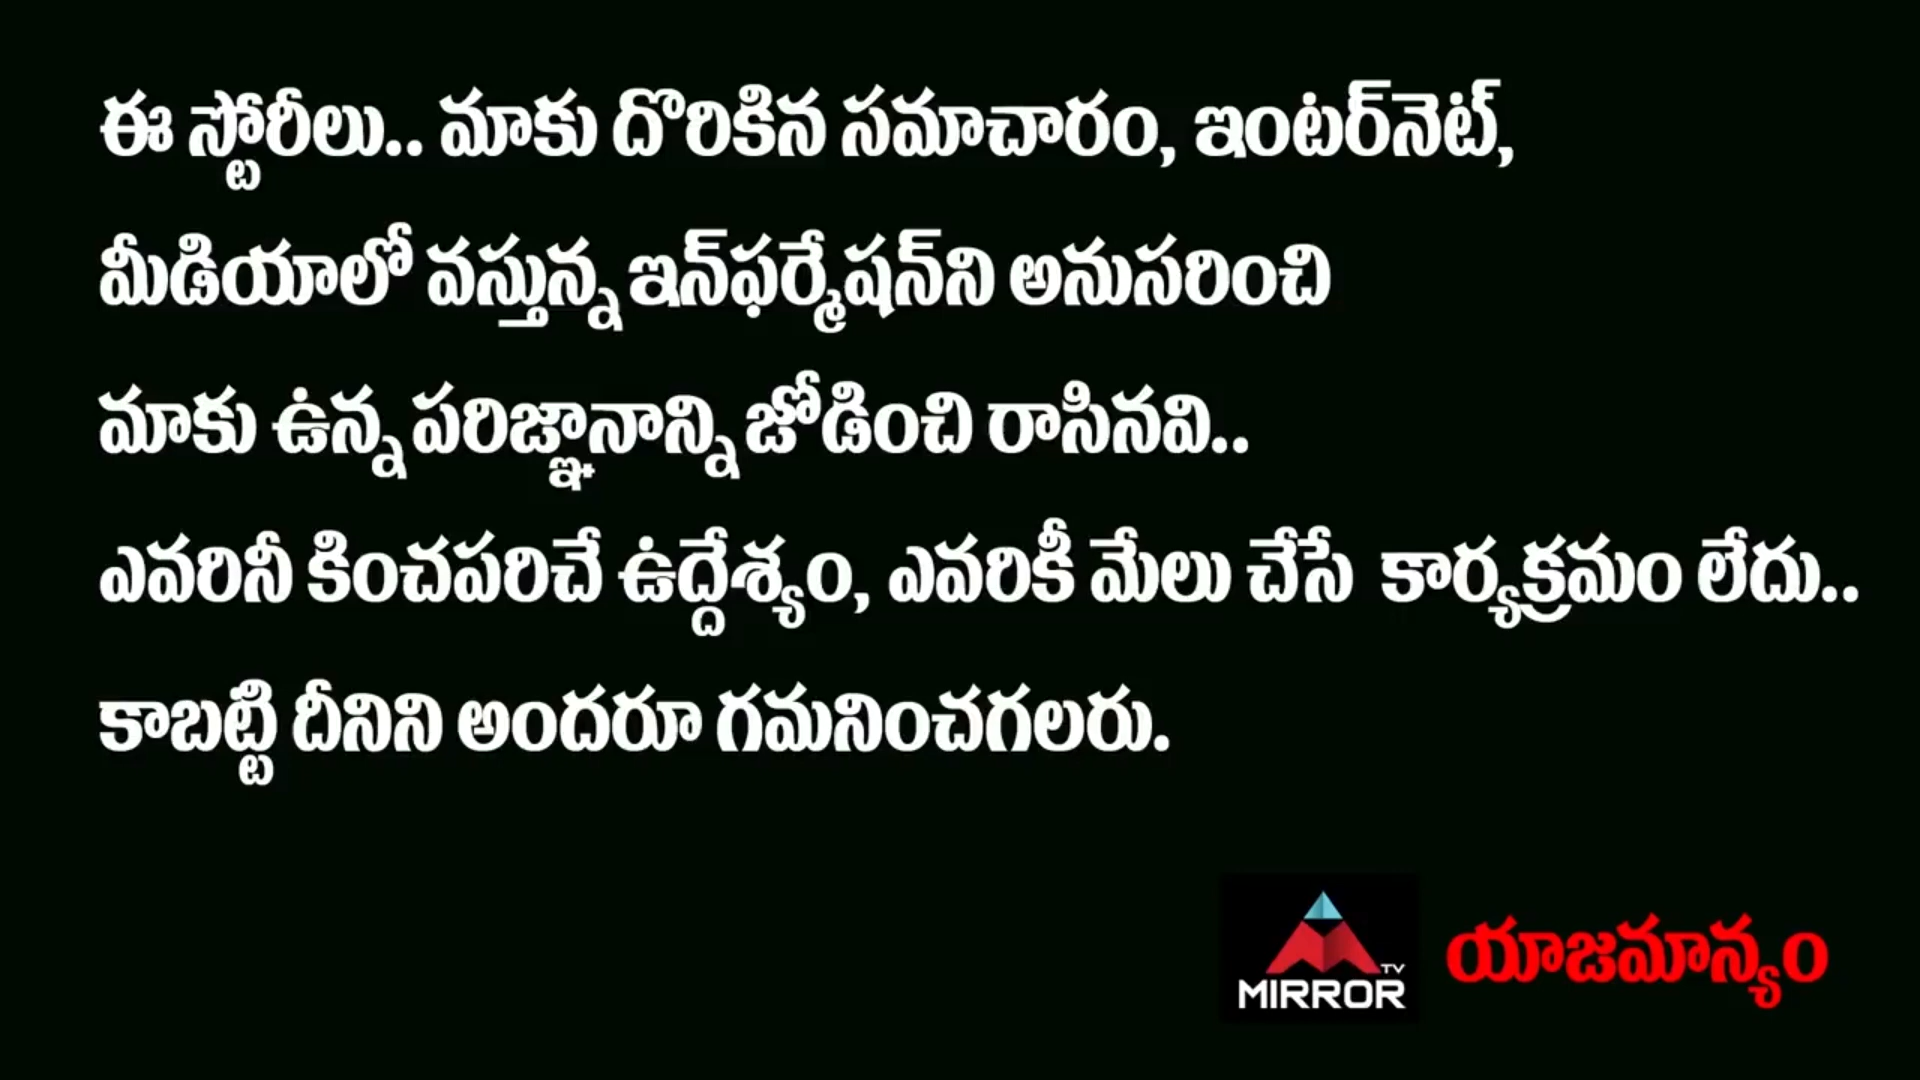 ఈ స్టోరీలు.. మాకు దొరికిన సమాచారం, ఇంటర్‌నెట్,
మీడియాలో వస్తున్న ఇన్‌ఫర్మేషన్‌ని అనుసరించి
మాకు ఉన్న పరిజ్ఞానాన్ని జోడించి రాసినవి..
ఎవరినీ కించపరిచే ఉద్దేశ్యం, ఎవరికీ మేలు చేసే కార్యక్రమం లేదు..
కాబట్టి దీనిని అందరూ గమనించగలరు.
TV
MIRROR
యాజమాన్యం